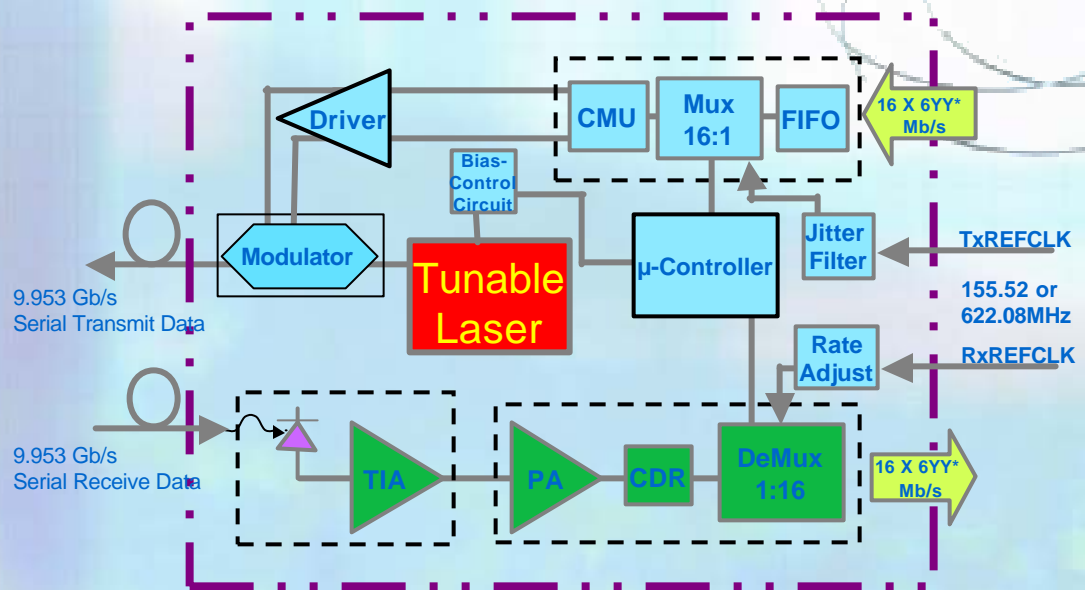 Driver
CMU
Mux
16:1
FIFO
16 X 6YY*
Mb/s
Bias-
Control
Circuit
Modulator
Tunable
Laser
µ-Controller
Jitter
Filter
TxREFCLK
9.953 Gb/s
Serial Transmit Data
155.52 or
622.08MHz
Rate
Adjust
RxREFCLK
9.953 Gb/s
Serial Receive Data
TIA
PA
CDR
DeMux
1:16
16 X 6YY*
Mb/s